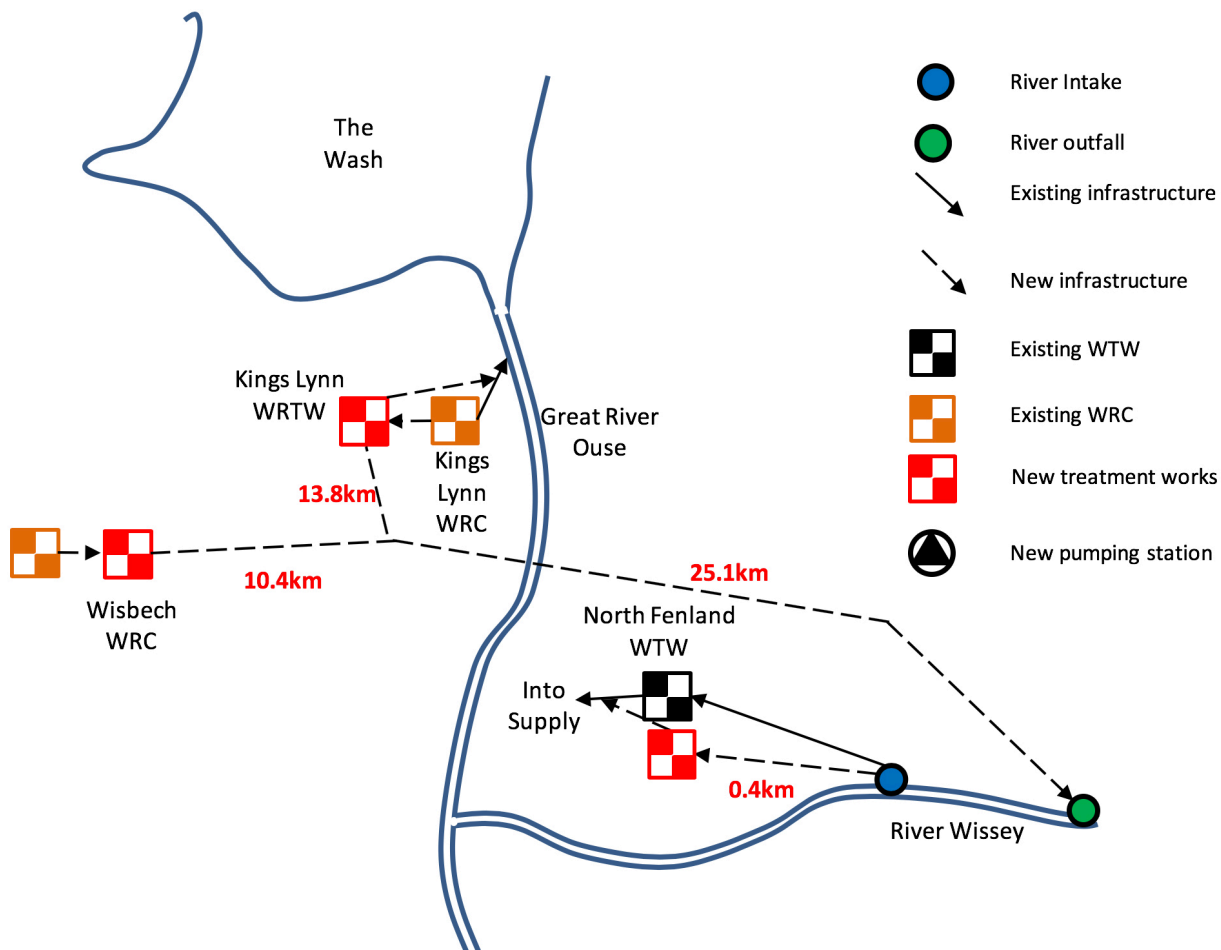 The
Wash
Kings Lynn
WRTW
Great River
Ouse
Kings
Lynn
WRC
13.8km
10.4km
Wisbech
WRC
25.1km
North Fenland
WTW
Into
Supply
0.4km
River Wissey
River Intake
River outfall
Existing infrastructure
New infrastructure
Existing WTW
Existing WRC
New treatment works
New pumping station